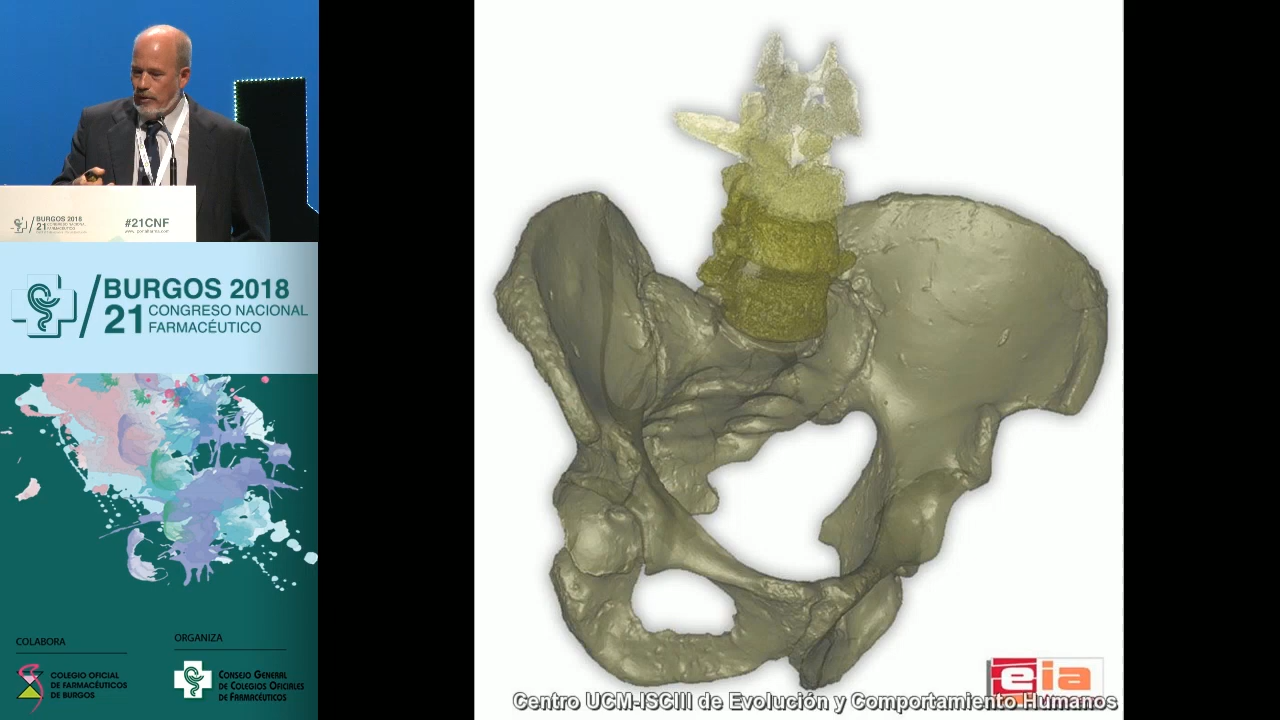 BURGOS 2018
21
#21CNF
BURGOS 2018
21 CONGRESO NACIONAL
FARMACÉUTICO
COLABORA
COLEGIO OFICIAL
DE FARMACÉUTICOS
DE BURGOS
ORGANIZA
CONSEJO GENERAL
DE COLEGIOS OFICIALES
DE FARMACÉUTICOS
eia
Centro UCM-ISCIII de Evolución y Comportamiento Humanos